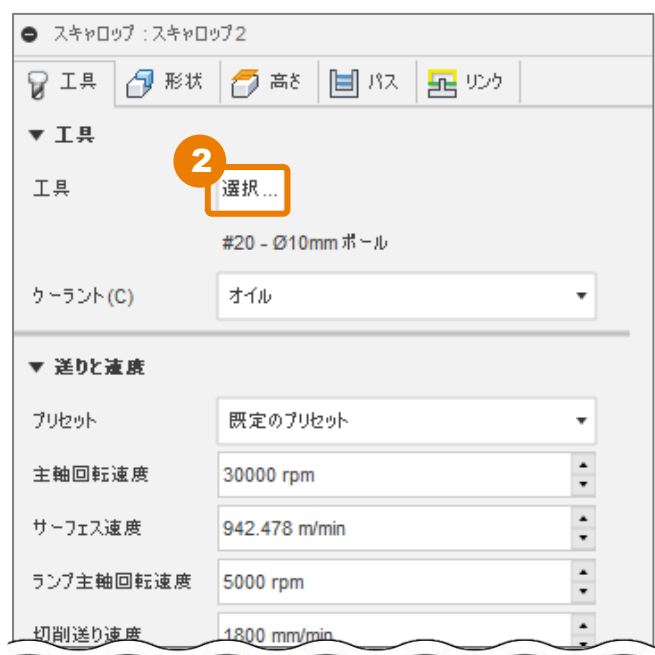 スキャロップ : スキャロップ2
工具 形状 高さ パス リンク
▼ 工具
2
工具 選択...
#20 - Ø10mm ボール
ケーラント(C) オイル
▼ 送りと速度
プリセット 既定のプリセット
主軸回転速度 30000 rpm
サーフェス速度 942.478 m/min
ランプ主軸回転速度 5000 rpm
切削送り速度 1800 mm/min